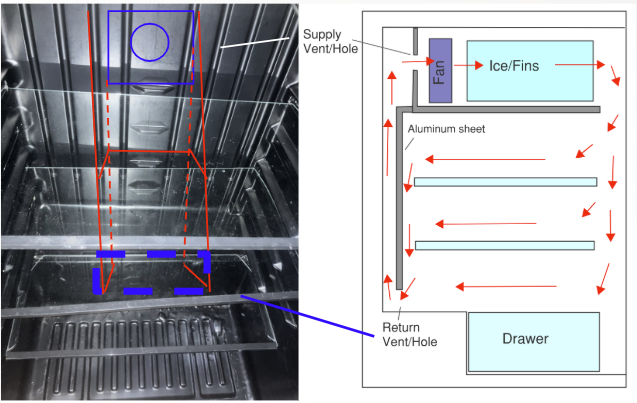 Supply
Vent/Hole
Fan
Ice/Fins
Aluminum sheet
Return
Vent/Hole
Drawer